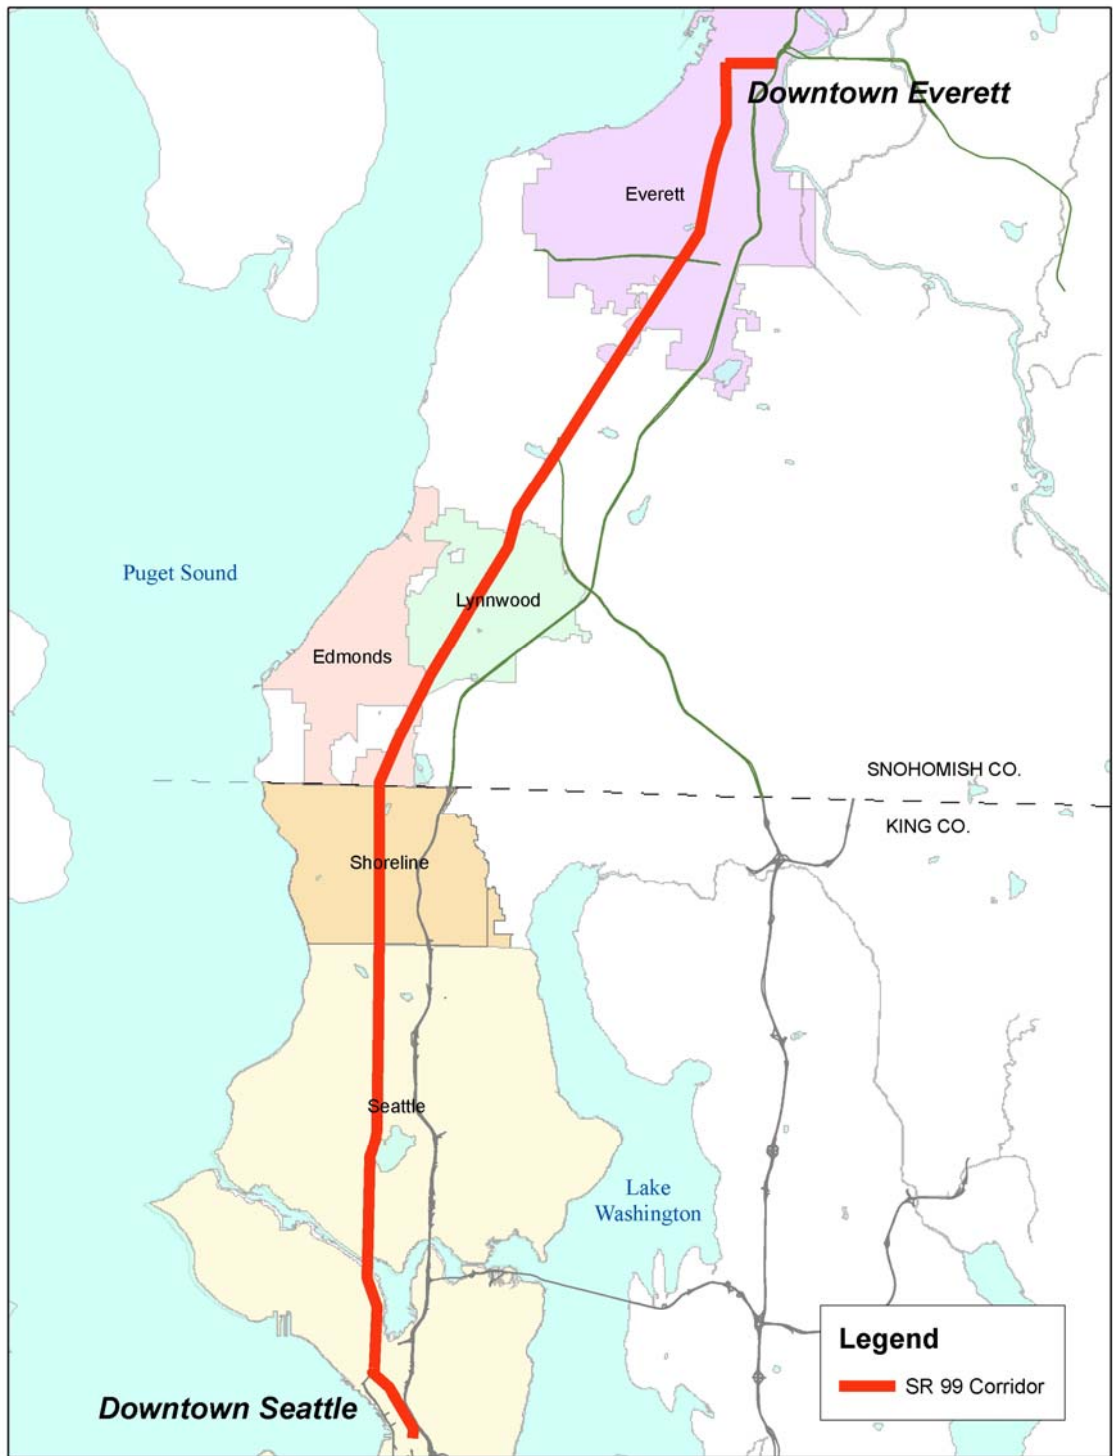 Downtown Everett
Everett
Puget Sound
Lynnwood
Edmonds
SNOHOMISH CO.
KING CO.
Shoreline
Seattle
Lake
Washington
Legend
SR 99 Corridor
Downtown Seattle